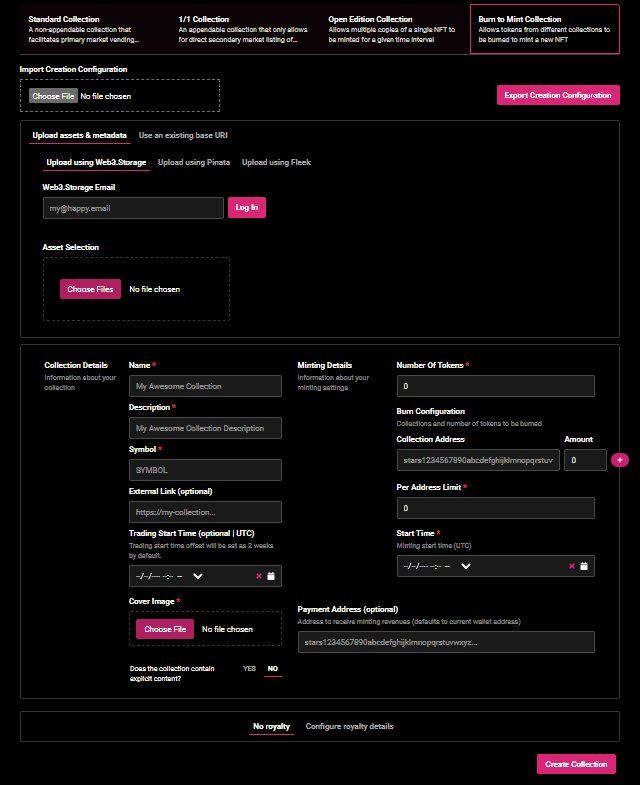 Standard Collection
A non-appendable collection that
facilitates primary market vending...
1/1 Collection
An appendable collection that only allows
for direct secondary market listing of...
Open Edition Collection
Allows multiple copies of a single NFT to
be minted for a given time interval
Burn to Mint Collection
Allows tokens from different collections to
be burned to mint a new NFT
Import Creation Configuration
Choose File No file chosen
Export Creation Configuration
Upload assets & metadata Use an existing base URI
Upload using Web3.Storage Upload using Pinata Upload using Fleek
Web3.Storage Email
my@happy.email
Log In
Asset Selection
Choose Files No file chosen
Collection Details
Information about your
collection
Name *
My Awesome Collection
Description *
My Awesome Collection Description
Symbol *
SYMBOL
External Link (optional)
https://my-collection...
Trading Start Time (optional | UTC)
Trading start time offset will be set as 2 weeks
by default.
--/--/---- --:-- --
Cover Image *
Choose File No file chosen
Does the collection contain
explicit content?
YES NO
Minting Details
Information about your
minting settings
Number Of Tokens *
0
Burn Configuration
Collections and number of tokens to be burned
Collection Address Amount
stars1234567890abcdefghijklmnopqrstuv 0 +
Per Address Limit *
0
Start Time *
Minting start time (UTC)
--/--/---- --:-- --
Payment Address (optional)
Address to receive minting revenues (defaults to current wallet address)
stars1234567890abcdefghijklmnopqrstuvwxyz...
No royalty Configure royalty details
Create Collection